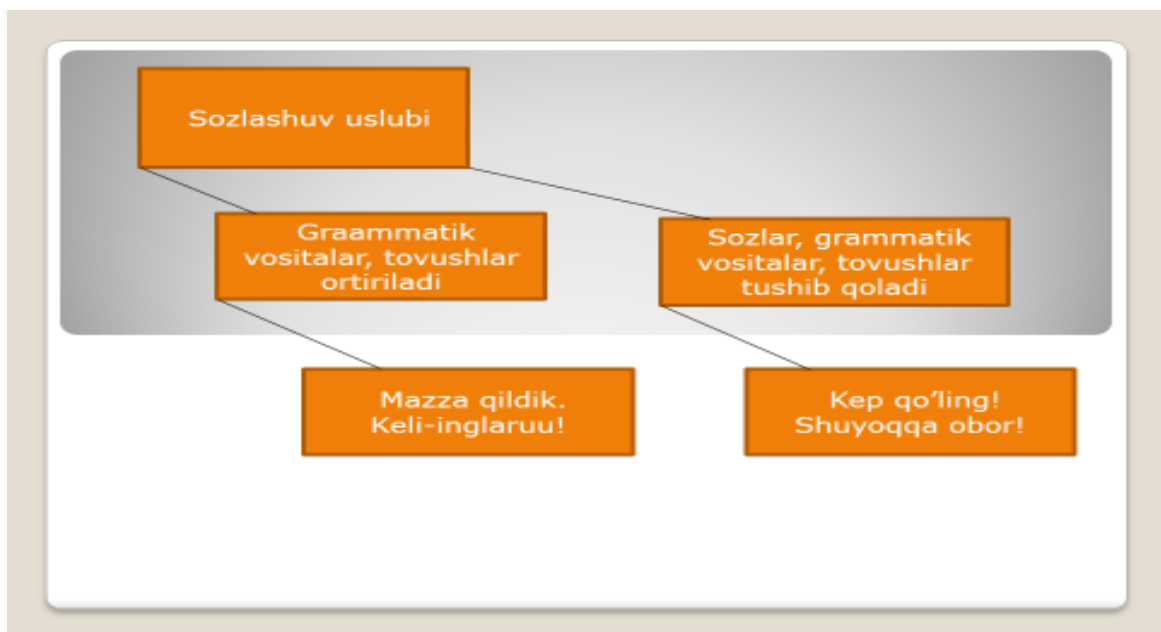 Sozlashuv uslubi
Graammatik
vositalar, tovushlar
ortiriladi
Sozlar, grammatik
vositalar, tovushlar
tushib qoladi
Mazza qildik.
Keli-inglaruu!
Kep qo’ling!
Shuyoqqa obor!